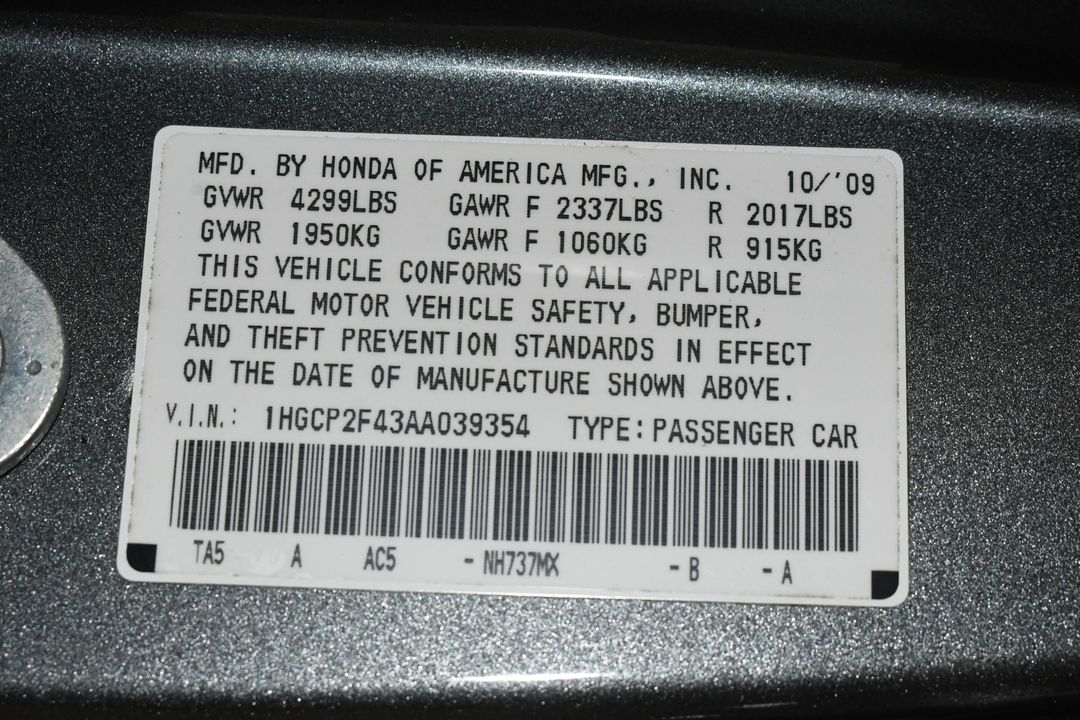 MFD. BY HONDA OF AMERICA MFG., INC. 10/'09
GVWR 4299LBS GAWR F 2337LBS R 2017LBS
GVWR 1950KG GAWR F 1060KG R 915KG
THIS VEHICLE CONFORMS TO ALL APPLICABLE
FEDERAL MOTOR VEHICLE SAFETY, BUMPER,
AND THEFT PREVENTION STANDARDS IN EFFECT
ON THE DATE OF MANUFACTURE SHOWN ABOVE.
V.I.N.: 1HGCP2F43AA039354 TYPE:PASSENGER CAR
TA5 A AC5 -NH737MX -B -A